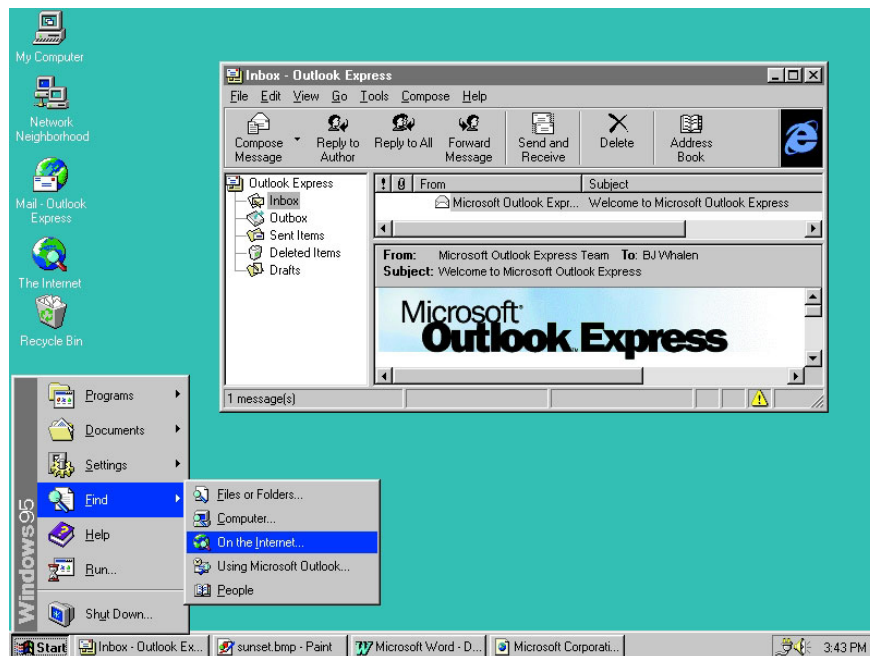 My Computer
Network
Neighborhood
Mail - Outlook
Express
The Internet
Recycle Bin
Inbox - Outlook Express
File Edit View Go Tools Compose Help
Compose
Message
Reply to
Author
Reply to All
Forward
Message
Send and
Receive
Delete
Address
Book
Outlook Express
Inbox
Outbox
Sent Items
Deleted Items
Drafts
! From Subject
Microsoft Outlook Expr... Welcome to Microsoft Outlook Express
From: Microsoft Outlook Express Team To: BJ Whalen
Subject: Welcome to Microsoft Outlook Express
Microsoft
Outlook Express
1 message(s)
Windows95
Programs
Documents
Settings
Find
Help
Run...
Shut Down...
Files or Folders...
Computer...
On the Internet...
Using Microsoft Outlook...
People
Start
Inbox - Outlook Ex...
sunset.bmp - Paint
Microsoft Word - D...
Microsoft Corporati...
3:43 PM